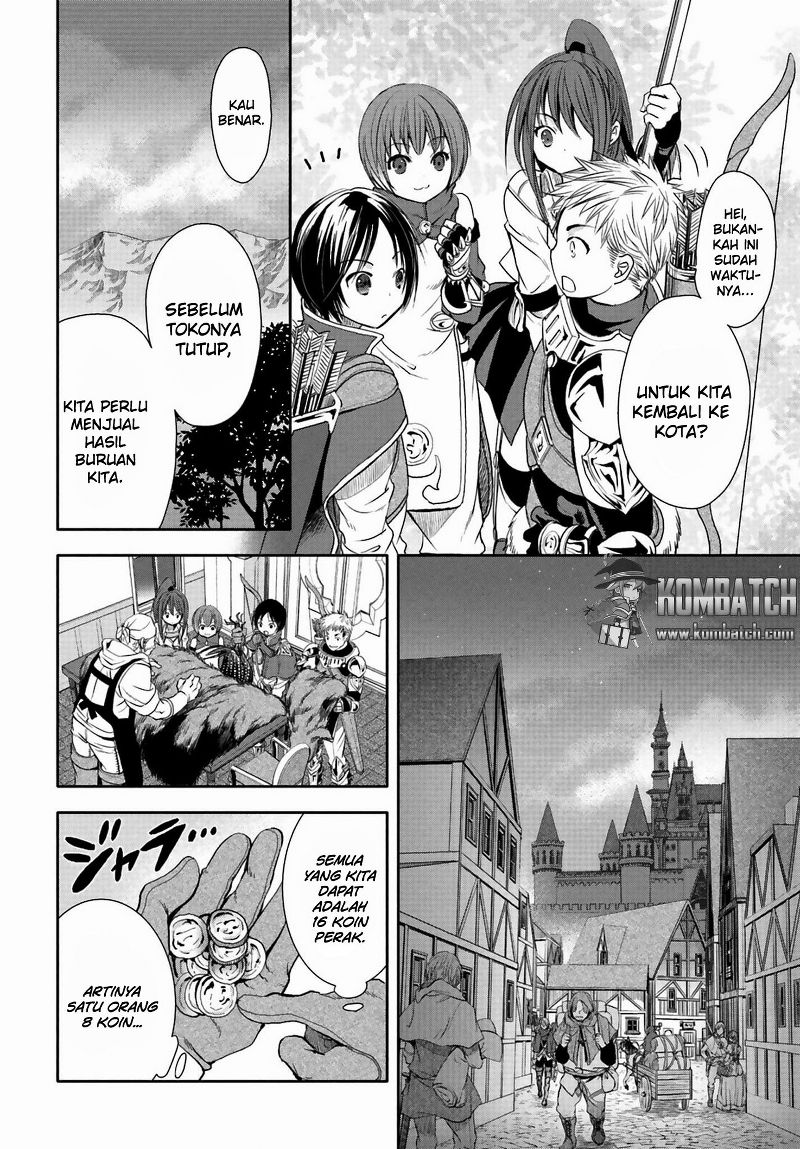 HEI,
BUKAN-
KAH INI
SUDAH
WAKTU-
NYA...
UNTUK KITA
KEMBALI KE
KOTA?
KAU
BENAR.
SEBELUM
TOKONYA
TUTUP,
KITA PERLU
MENJUAL
HASIL
BURUAN
KITA.
KOMBATCH
www.kombatch.com
ジャラ…
SEMUA
YANG KITA
DAPAT
ADALAH
16 KOIN
PERAK.
ARTINYA
SATU ORANG
8 KOIN...